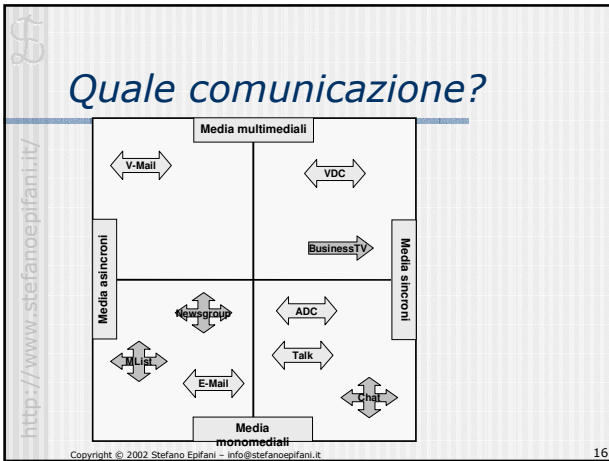 Quale comunicazione?
Media multimediali
V-Mail
VDC
BusinessTV
Media asincroni
Media sincroni
Newsgroup
ADC
MList
Talk
E-Mail
Chat
Media
monomediali
http://www.stefanoepifani.it/
Copyright © 2002 Stefano Epifani – info@stefanoepifani.it
16